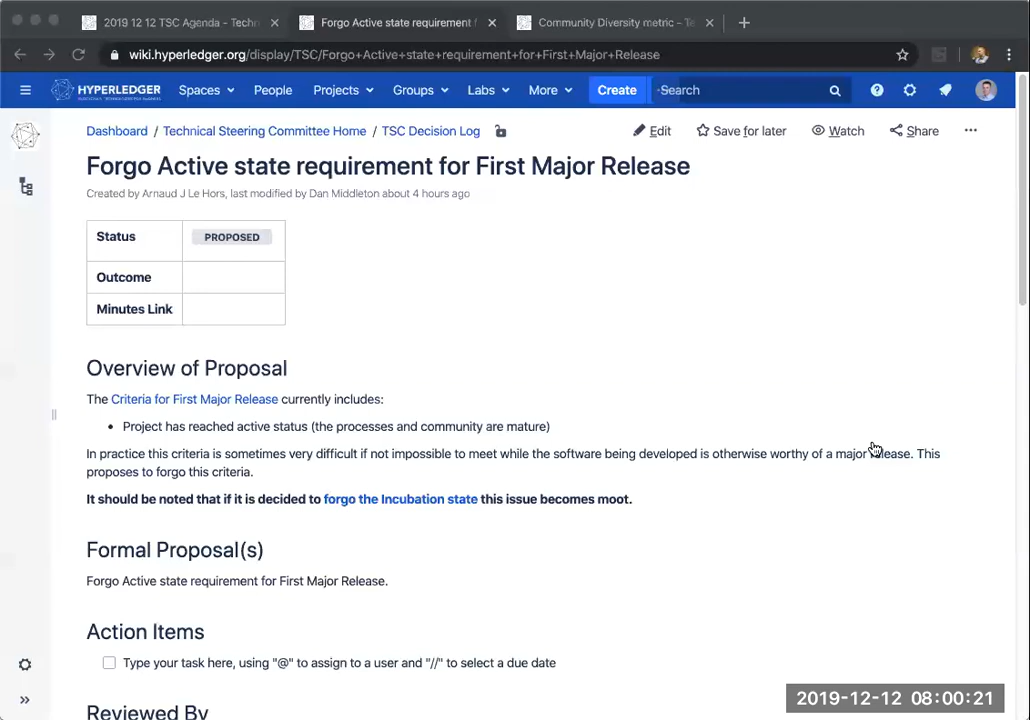 2019 12 12 TSC Agenda - Techn
Forgo Active state requirement
Community Diversity metric - Te
wiki.hyperledger.org/display/TSC/Forgo+Active+state+requirement+for+First+Major+Release
HYPERLEDGER
Spaces
People
Projects
Groups
Labs
More
Create
Search
Dashboard / Technical Steering Committee Home / TSC Decision Log
Edit
Save for later
Watch
Share
Forgo Active state requirement for First Major Release
Created by Arnaud J Le Hors, last modified by Dan Middleton about 4 hours ago
Status PROPOSED
Outcome
Minutes Link
Overview of Proposal
The Criteria for First Major Release currently includes:
• Project has reached active status (the processes and community are mature)
In practice this criteria is sometimes very difficult if not impossible to meet while the software being developed is otherwise worthy of a major release. This
proposes to forgo this criteria.
It should be noted that if it is decided to forgo the Incubation state this issue becomes moot.
Formal Proposal(s)
Forgo Active state requirement for First Major Release.
Action Items
Type your task here, using "@" to assign to a user and "//" to select a due date
Reviewed By
2019-12-12 08:00:21